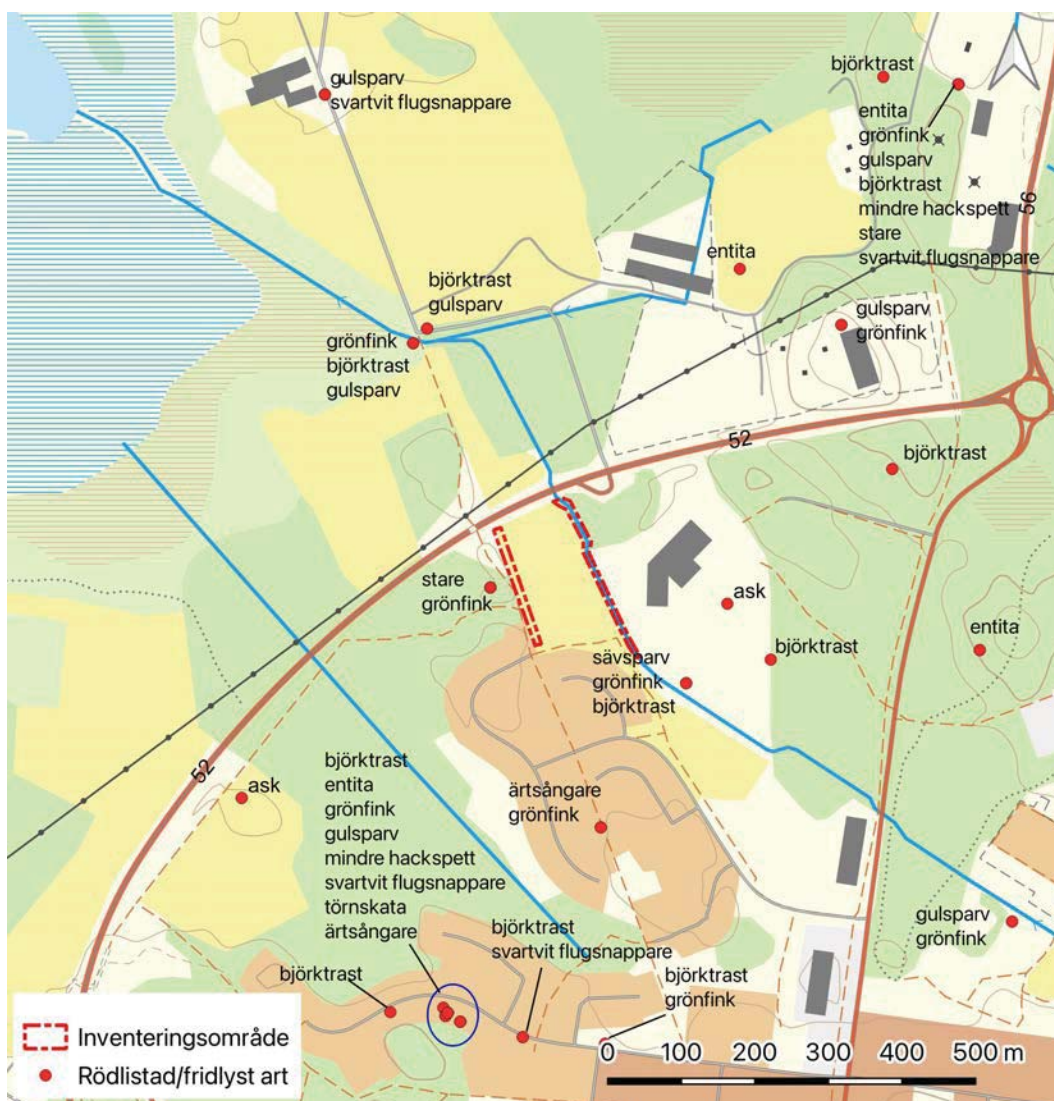 gulsparv
svartvit flugsnappare
björktrast
entita
grönfink
gulsparv
björktrast
mindre hackspett
stare
svartvit flugsnappare
56
entita
björktrast
gulsparv
grönfink
björktrast
gulsparv
gulsparv
grönfink
52
björktrast
stare
grönfink
ask
entita
björktrast
sävsparv
grönfink
björktrast
52
ask
björktrast
entita
grönfink
gulsparv
mindre hackspett
svartvit flugsnappare
törnskata
ärtsångare
ärtsångare
grönfink
gulsparv
grönfink
björktrast
svartvit flugsnappare
björktrast
björktrast
grönfink
Inventeringsområde
Rödlistad/fridlyst art
0 100 200 300 400 500 m